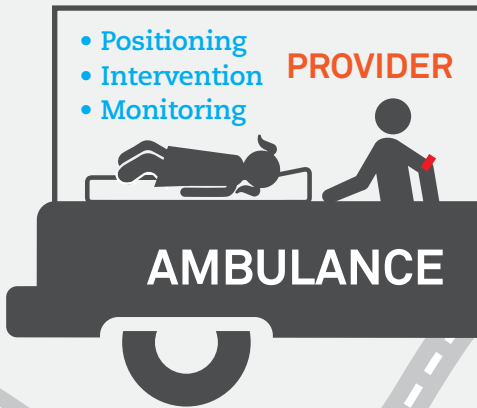 • Positioning
• Intervention
• Monitoring
PROVIDER
AMBULANCE